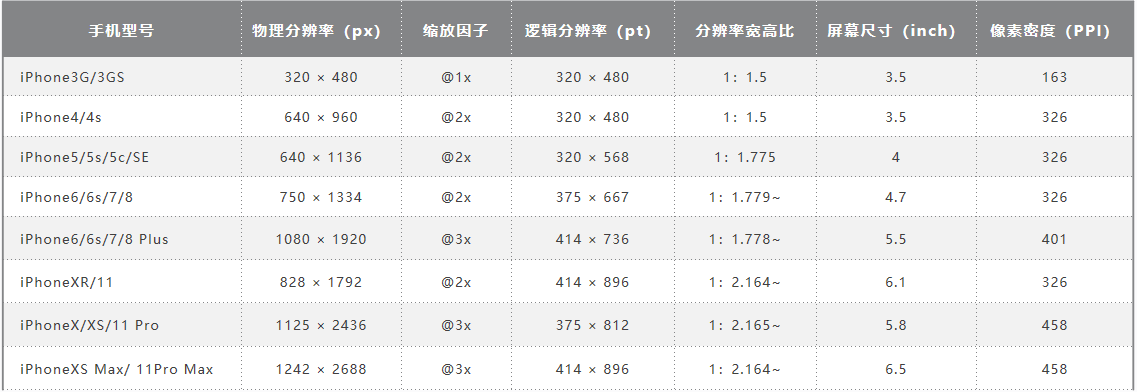 手机型号 物理分辨率（px） 缩放因子 逻辑分辨率（pt） 分辨率宽高比 屏幕尺寸（inch） 像素密度（PPI）
iPhone3G/3GS 320 × 480 @1x 320 × 480 1：1.5 3.5 163
iPhone4/4s 640 × 960 @2x 320 × 480 1：1.5 3.5 326
iPhone5/5s/5c/SE 640 × 1136 @2x 320 × 568 1：1.775 4 326
iPhone6/6s/7/8 750 × 1334 @2x 375 × 667 1：1.779~ 4.7 326
iPhone6/6s/7/8 Plus 1080 × 1920 @3x 414 × 736 1：1.778~ 5.5 401
iPhoneXR/11 828 × 1792 @2x 414 × 896 1：2.164~ 6.1 326
iPhoneX/XS/11 Pro 1125 × 2436 @3x 375 × 812 1：2.165~ 5.8 458
iPhoneXS Max/ 11Pro Max 1242 × 2688 @3x 414 × 896 1：2.164~ 6.5 458